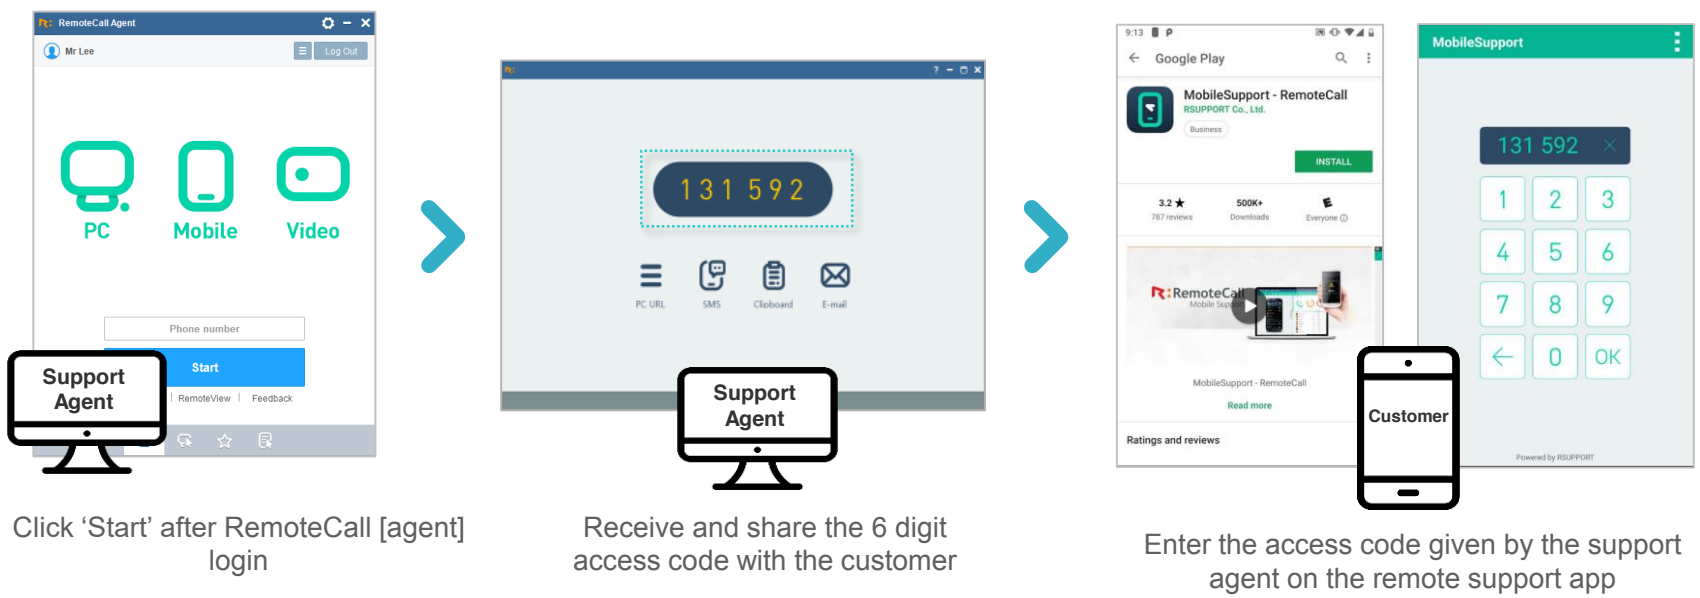 RemoteCall Agent
Mr Lee
Log Out
PC
Mobile
Video
Phone number
Start
RemoteView | Feedback
Support
Agent
Click ‘Start’ after RemoteCall [agent]
login
131 592
PC URL
SMS
Clipboard
E-mail
Support
Agent
Receive and share the 6 digit
access code with the customer
9:13
Google Play
MobileSupport - RemoteCall
RSUPPORT Co., Ltd.
Business
INSTALL
3.2 ★
500K+
E
787 reviews
Downloads
Everyone
RemoteCall
Mobile Support
MobileSupport - RemoteCall
Read more
Ratings and reviews
Customer
MobileSupport
131 592 ×
1 2 3
4 5 6
7 8 9
← 0 OK
Powered by RSUPPORT
Enter the access code given by the support
agent on the remote support app